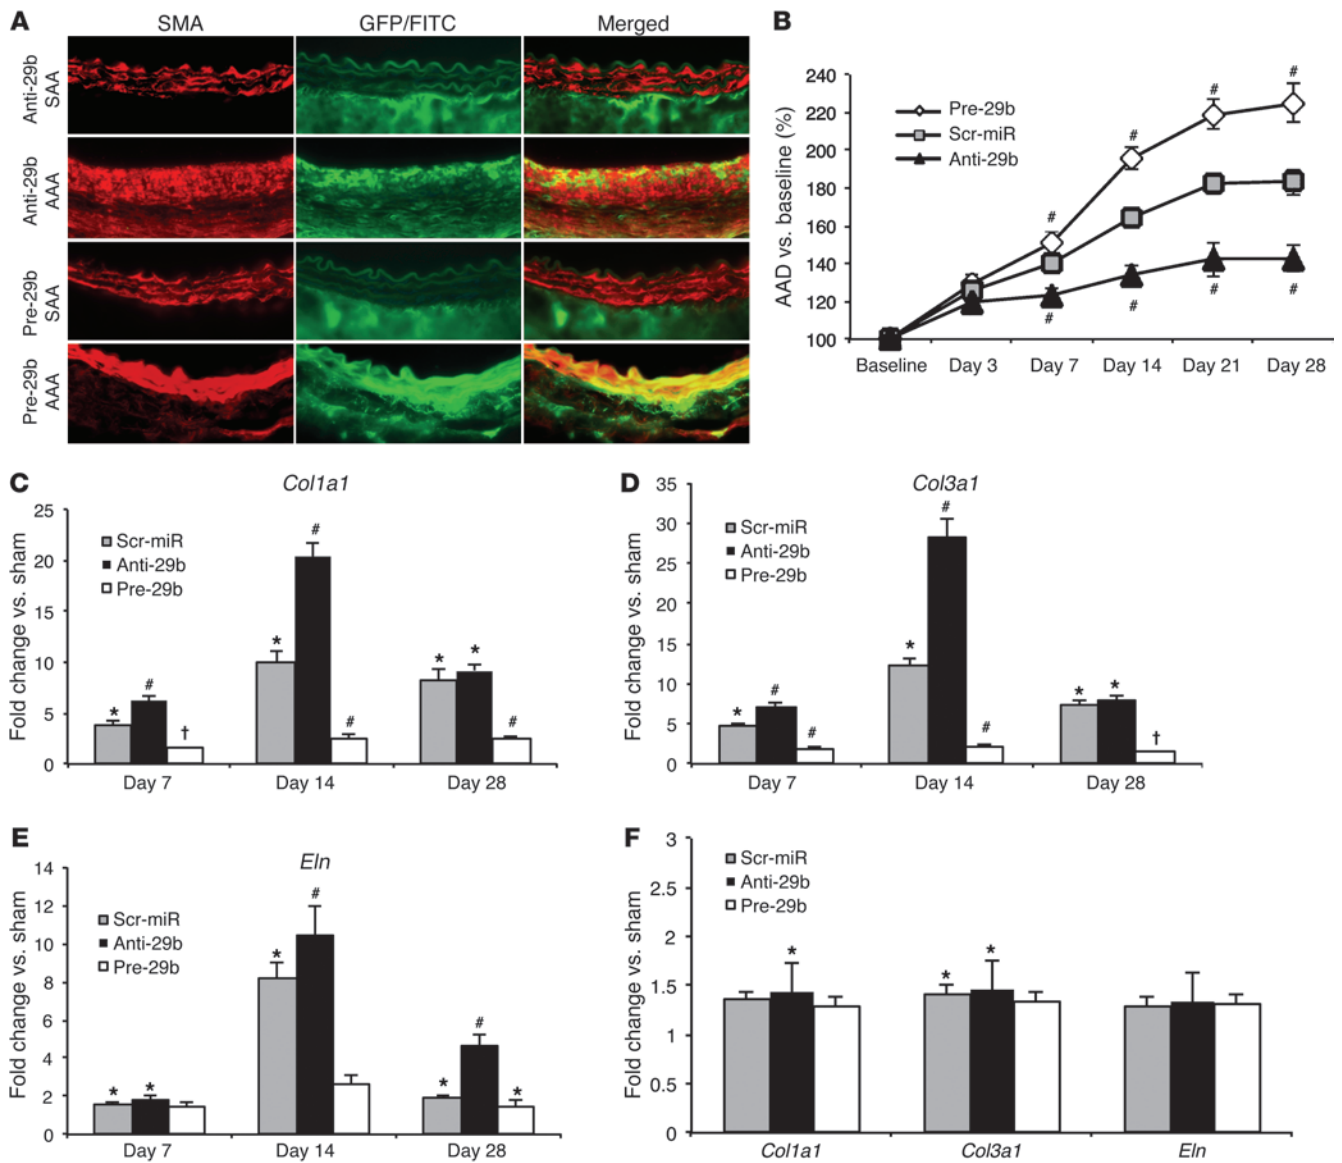 A
SMA
GFP/FITC
Merged
Anti-29b
SAA
Anti-29b
AAA
Pre-29b
SAA
Pre-29b
AAA
B
AAD vs. baseline (%)
240
220
200
180
160
140
120
100
Pre-29b
Scr-miR
Anti-29b
#
#
#
#
#
#
#
#
Baseline
Day 3
Day 7
Day 14
Day 21
Day 28
C
Col1a1
Fold change vs. sham
25
20
15
10
5
0
Scr-miR
Anti-29b
Pre-29b
*
#
†
*
#
#
*
*
#
Day 7
Day 14
Day 28
D
Col3a1
Fold change vs. sham
35
30
25
20
15
10
5
0
Scr-miR
Anti-29b
Pre-29b
*
#
#
*
#
#
*
*
†
Day 7
Day 14
Day 28
E
Eln
Fold change vs. sham
14
12
10
8
6
4
2
0
Scr-miR
Anti-29b
Pre-29b
*
*
*
#
*
#
*
Day 7
Day 14
Day 28
F
Fold change vs. sham
3
2.5
2
1.5
1
0.5
0
Scr-miR
Anti-29b
Pre-29b
*
*
*
Col1a1
Col3a1
Eln